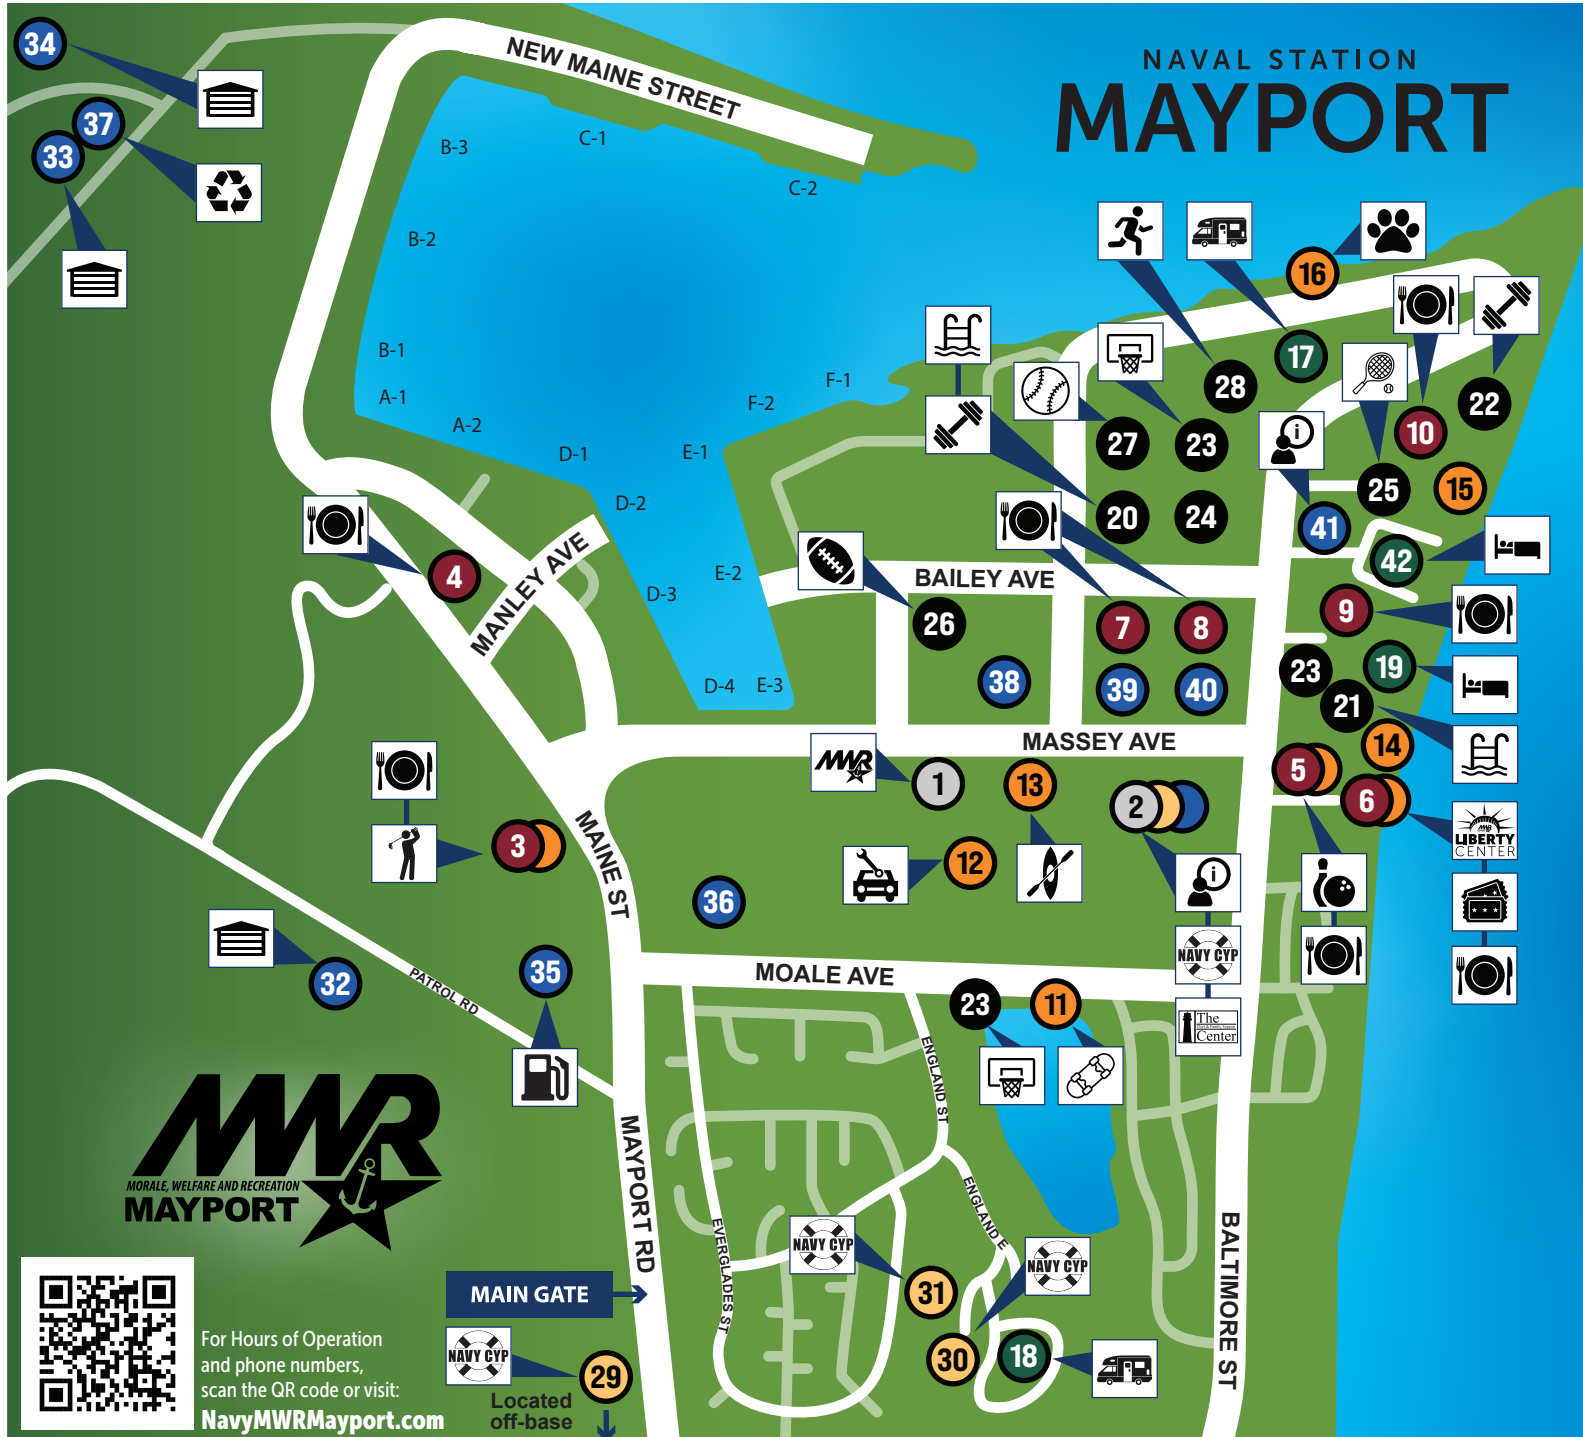 NAVAL STATION
MAYPORT
NEW MAINE STREET
34
37
33
B-3
C-1
C-2
B-2
B-1
A-1
A-2
D-1
D-2
D-3
D-4
E-1
E-2
E-3
F-1
F-2
16
17
28
22
10
27
23
25
15
20
24
41
42
i
4
MANLEY AVE
BAILEY AVE
26
7
8
9
38
39
40
23
19
21
14
MASSEY AVE
MWR
1
13
2
5
6
LIBERTY
CENTER
3
MAINE ST
12
36
i
NAVY CYP
The
Center
32
PATROL RD
35
MOALE AVE
23
11
ENGLAND ST
MWR
MORALE, WELFARE AND RECREATION
MAYPORT
MAYPORT RD
EVERGLADES ST
ENGLAND E
NAVY CYP
31
NAVY CYP
30
18
BALTIMORE ST
MAIN GATE
NAVY CYP
29
Located
off-base
For Hours of Operation
and phone numbers,
scan the QR code or visit:
NavyMWRMayport.com